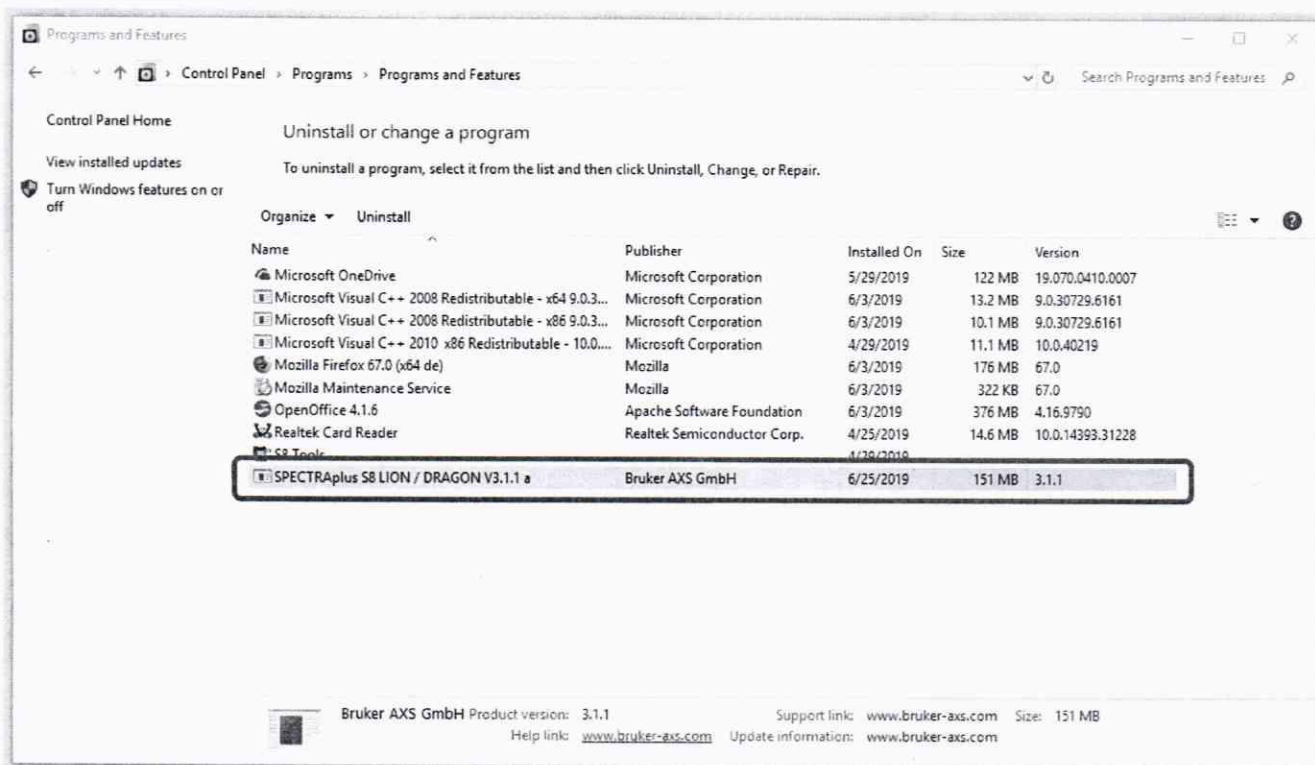 Programs and Features
Control Panel > Programs > Programs and Features
Search Programs and Features
Control Panel Home
View installed updates
Turn Windows features on or
off
Uninstall or change a program
To uninstall a program, select it from the list and then click Uninstall, Change, or Repair.
Organize Uninstall
Name Publisher Installed On Size Version
Microsoft OneDrive Microsoft Corporation 5/29/2019 122 MB 19.070.0410.0007
Microsoft Visual C++ 2008 Redistributable - x64 9.0.3... Microsoft Corporation 6/3/2019 13.2 MB 9.0.30729.6161
Microsoft Visual C++ 2008 Redistributable - x86 9.0.3... Microsoft Corporation 6/3/2019 10.1 MB 9.0.30729.6161
Microsoft Visual C++ 2010 x86 Redistributable - 10.0.... Microsoft Corporation 4/29/2019 11.1 MB 10.0.40219
Mozilla Firefox 67.0 (x64 de) Mozilla 6/3/2019 176 MB 67.0
Mozilla Maintenance Service Mozilla 6/3/2019 322 KB 67.0
OpenOffice 4.1.6 Apache Software Foundation 6/3/2019 376 MB 4.16.9790
Realtek Card Reader Realtek Semiconductor Corp. 4/25/2019 14.6 MB 10.0.14393.31228
S8 Tools 4/29/2019
SPECTRAplus S8 LION / DRAGON V3.1.1 a Bruker AXS GmbH 6/25/2019 151 MB 3.1.1
Bruker AXS GmbH Product version: 3.1.1 Support link: www.bruker-axs.com Size: 151 MB
Help link: www.bruker-axs.com Update information: www.bruker-axs.com